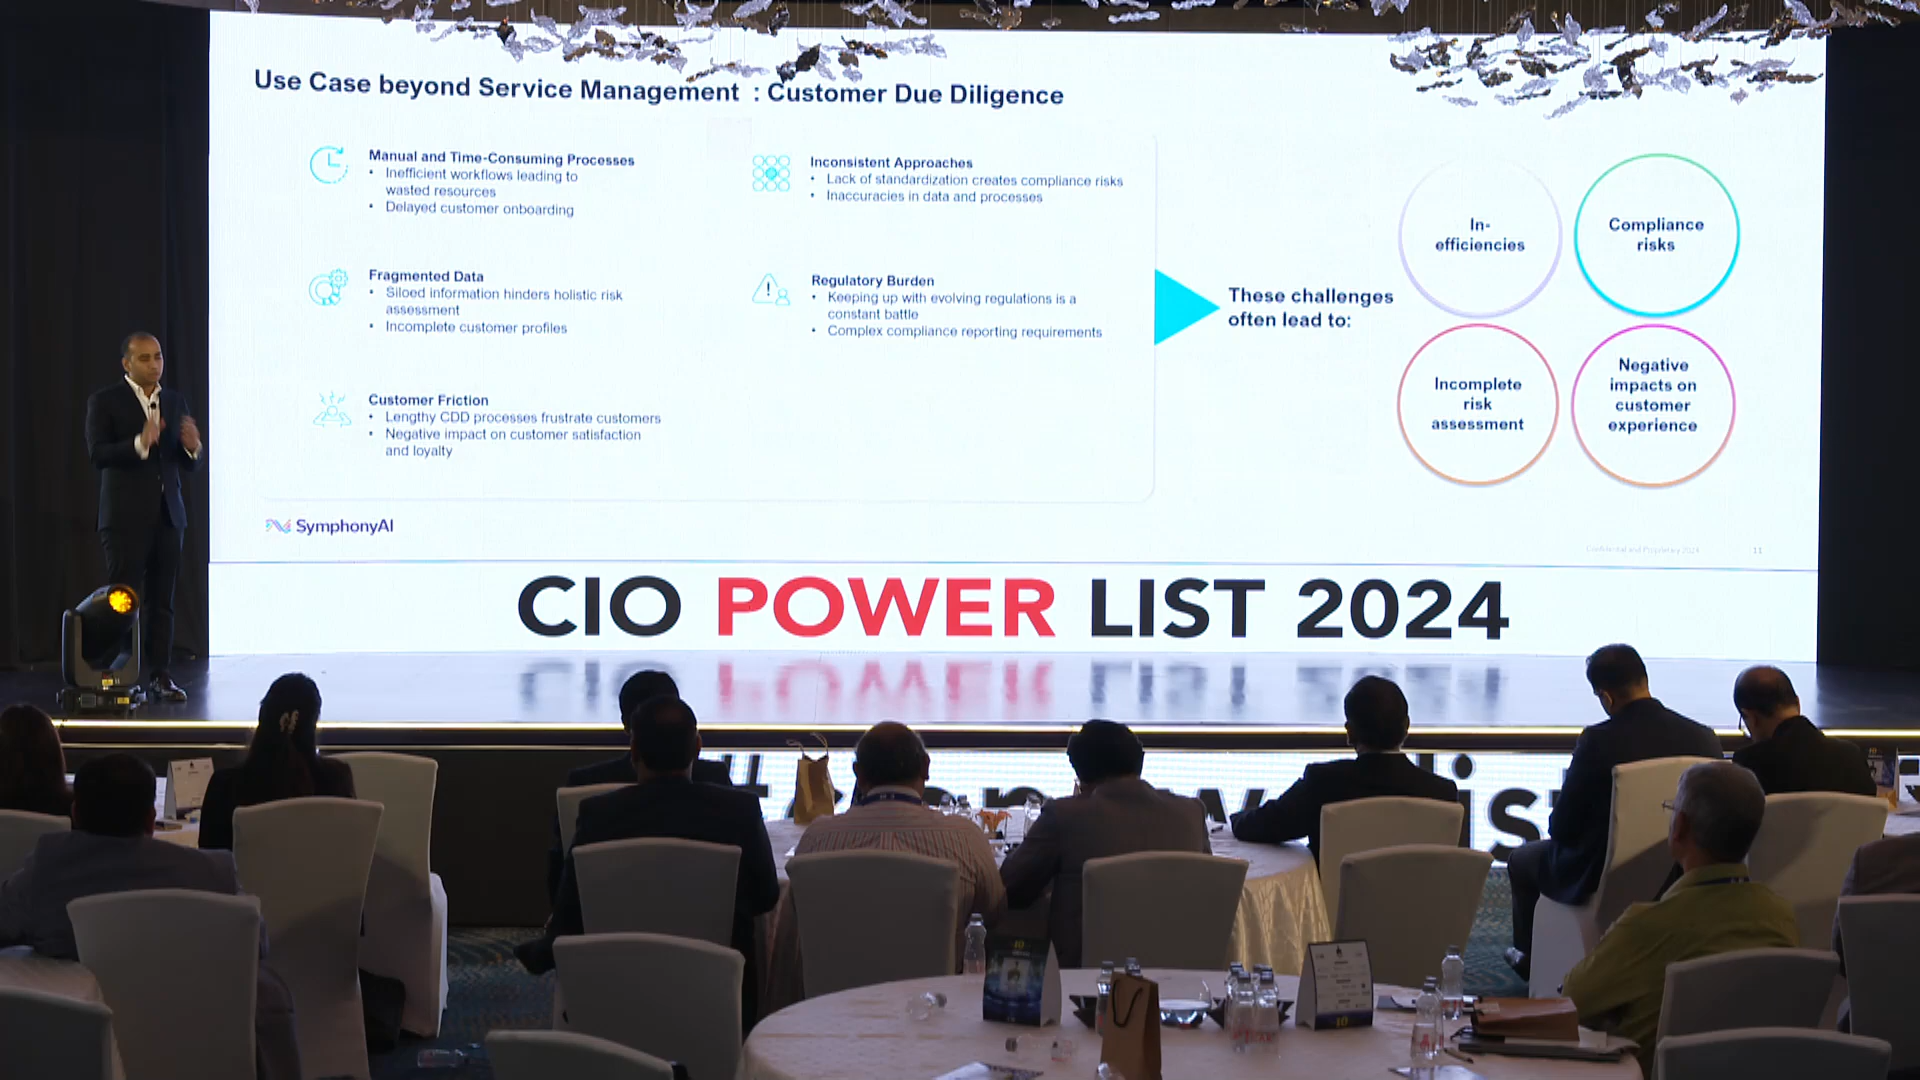 Use Case beyond Service Management : Customer Due Diligence
Manual and Time-Consuming Processes
• Inefficient workflows leading to
wasted resources
• Delayed customer onboarding
Fragmented Data
• Siloed information hinders holistic risk
assessment
• Incomplete customer profiles
Customer Friction
• Lengthy CDD processes frustrate customers
• Negative impact on customer satisfaction
and loyalty
Inconsistent Approaches
• Lack of standardization creates compliance risks
• Inaccuracies in data and processes
Regulatory Burden
• Keeping up with evolving regulations is a
constant battle
• Complex compliance reporting requirements
These challenges
often lead to:
In-
efficiencies
Compliance
risks
Incomplete
risk
assessment
Negative
impacts on
customer
experience
SymphonyAI
Confidential and Proprietary 2024
11
CIO POWER LIST 2024